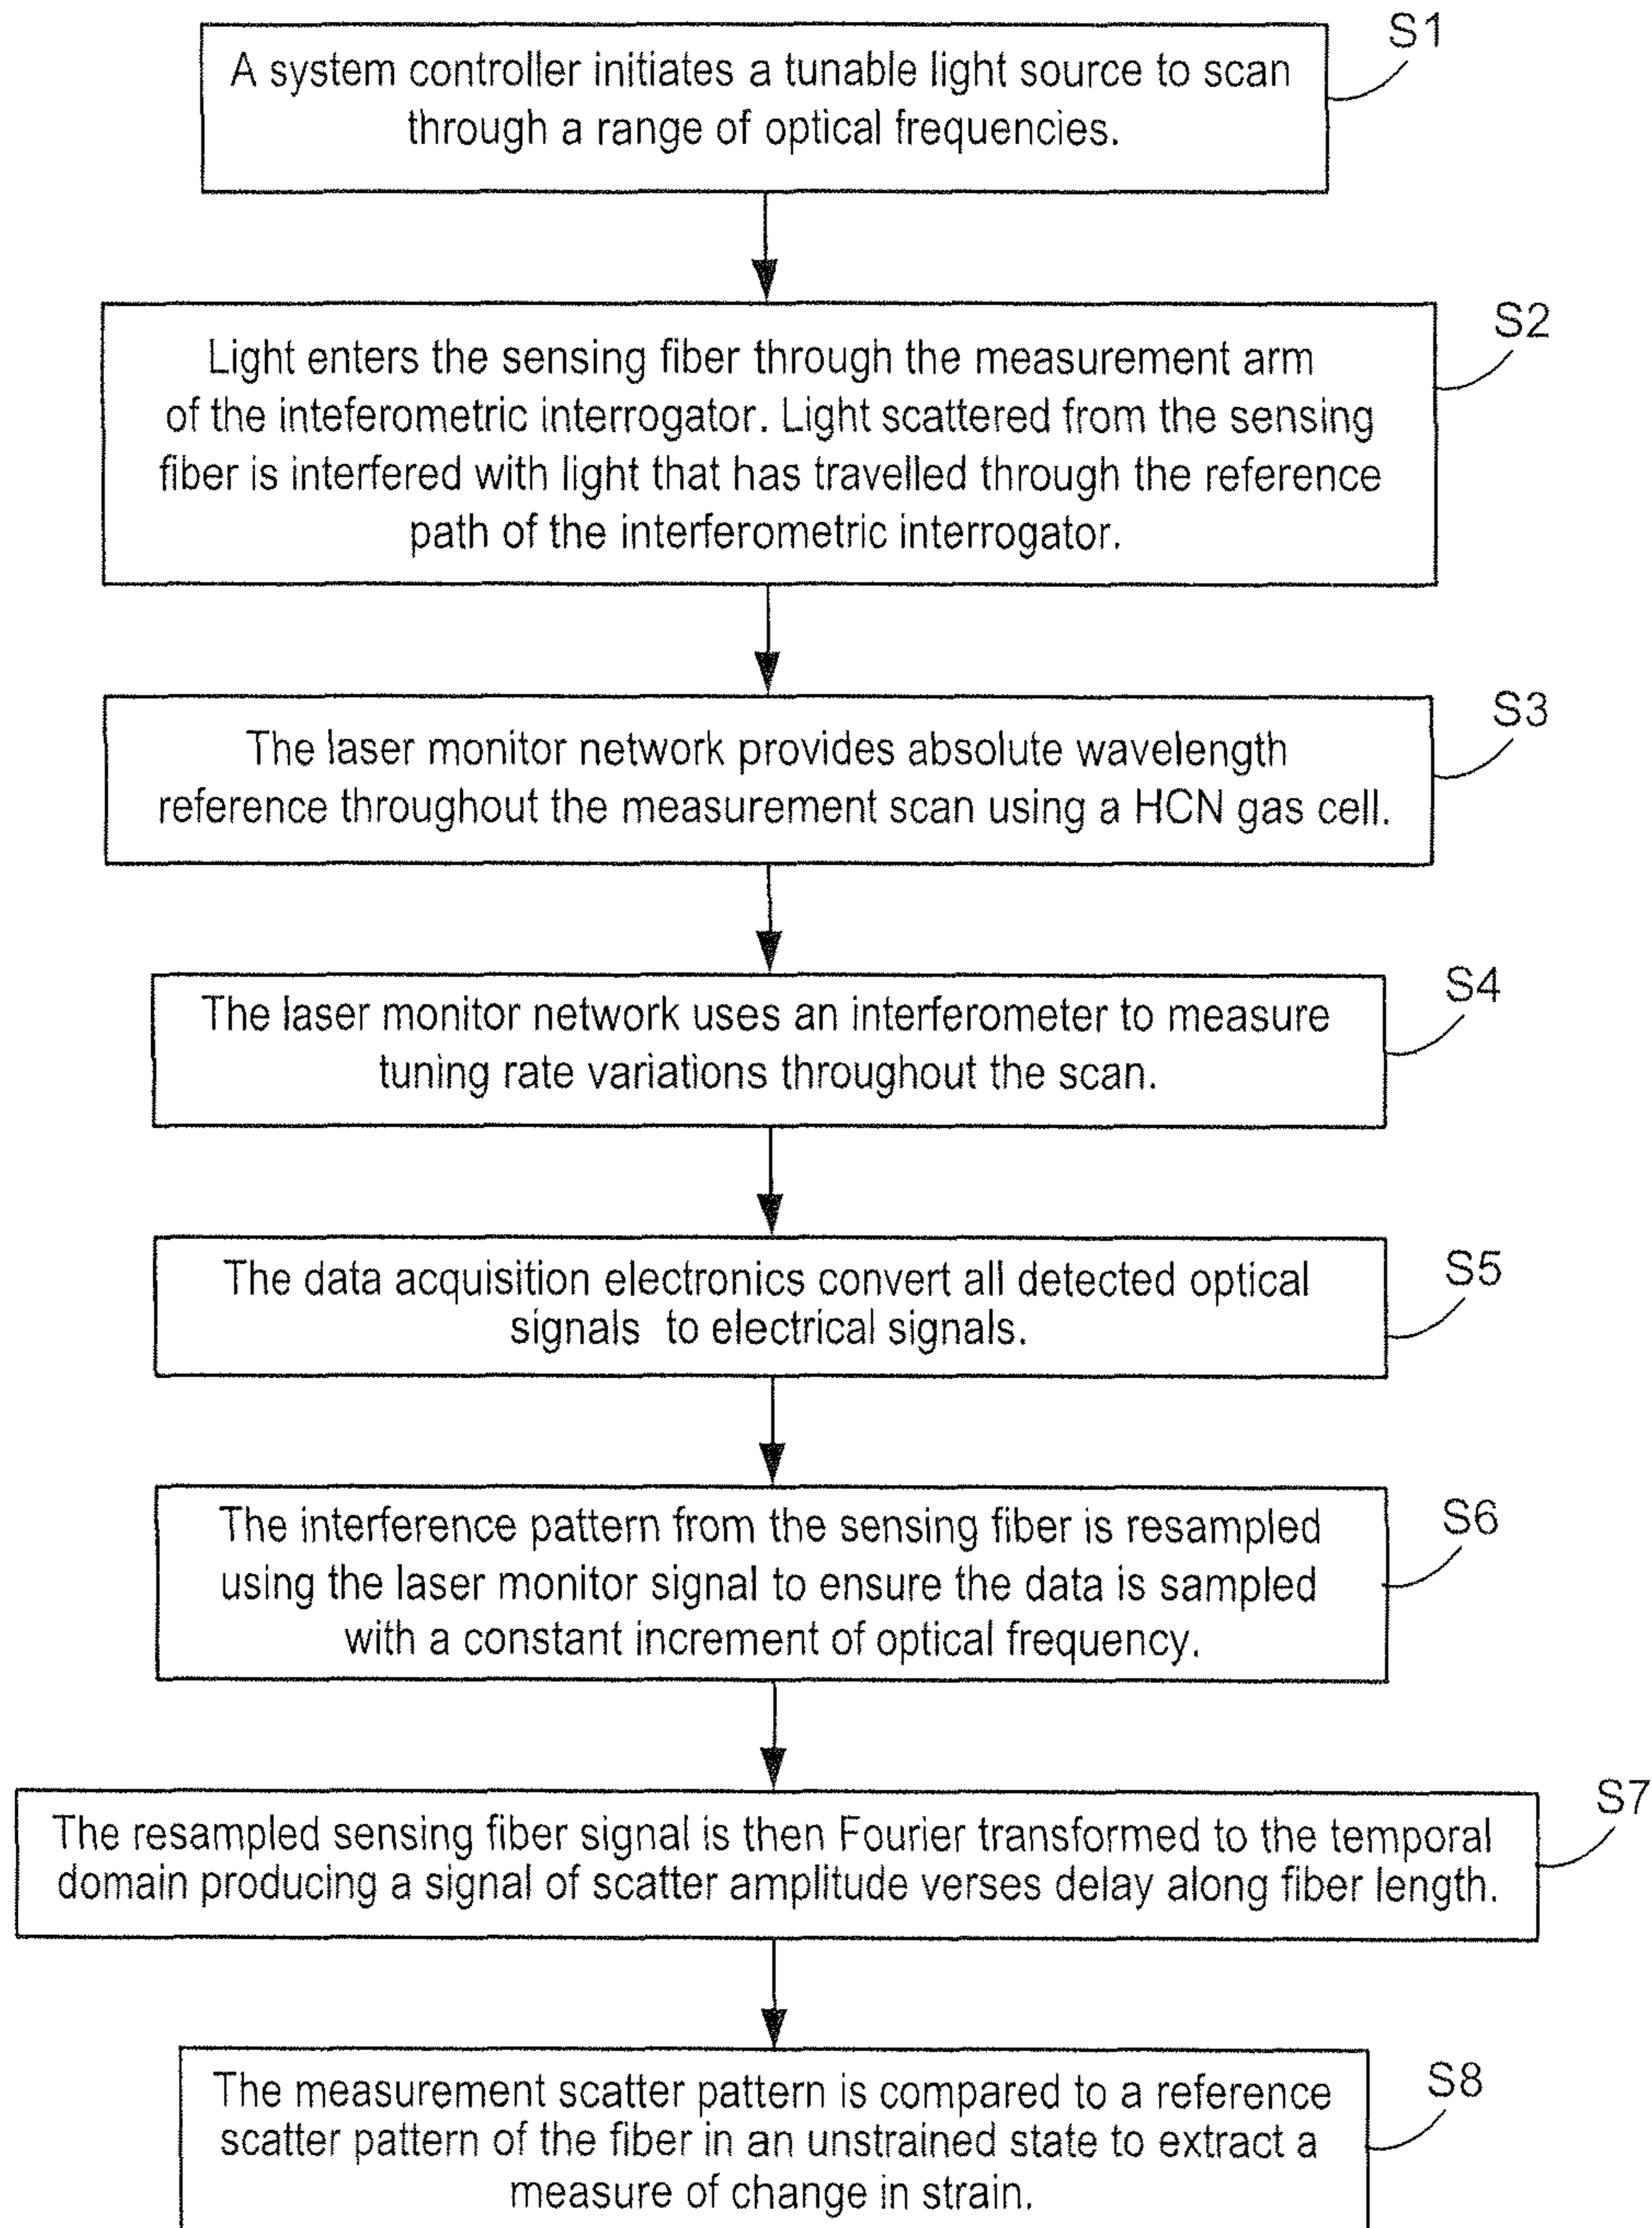 S1
A system controller initiates a tunable light source to scan
through a range of optical frequencies.
S2
Light enters the sensing fiber through the measurement arm
of the inteferometric interrogator. Light scattered from the sensing
fiber is interfered with light that has travelled through the reference
path of the interferometric interrogator.
S3
The laser monitor network provides absolute wavelength
reference throughout the measurement scan using a HCN gas cell.
S4
The laser monitor network uses an interferometer to measure
tuning rate variations throughout the scan.
S5
The data acquisition electronics convert all detected optical
signals to electrical signals.
S6
The interference pattern from the sensing fiber is resampled
using the laser monitor signal to ensure the data is sampled
with a constant increment of optical frequency.
S7
The resampled sensing fiber signal is then Fourier transformed to the temporal
domain producing a signal of scatter amplitude verses delay along fiber length.
S8
The measurement scatter pattern is compared to a reference
scatter pattern of the fiber in an unstrained state to extract a
measure of change in strain.